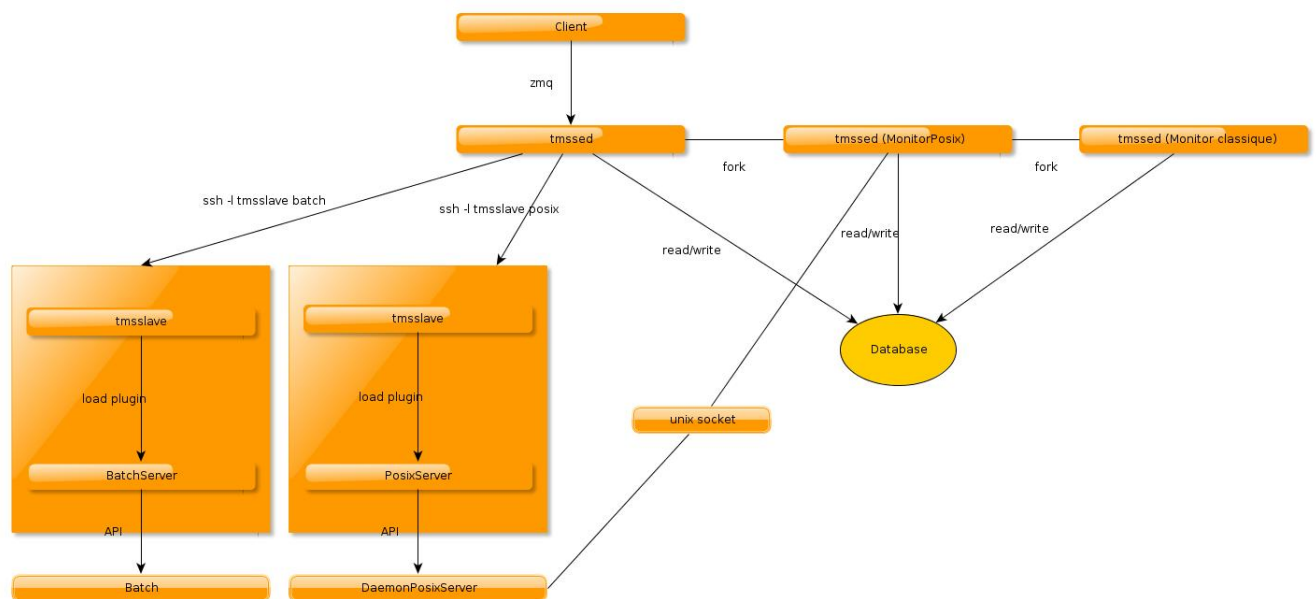 Client
zmq
tmssed
tmssed (MonitorPosix)
tmssed (Monitor classique)
fork
fork
ssh -l tmsslave batch
ssh -l tmsslave posix
read/write
read/write
read/write
tmsslave
tmsslave
Database
load plugin
load plugin
unix socket
BatchServer
PosixServer
API
API
Batch
DaemonPosixServer